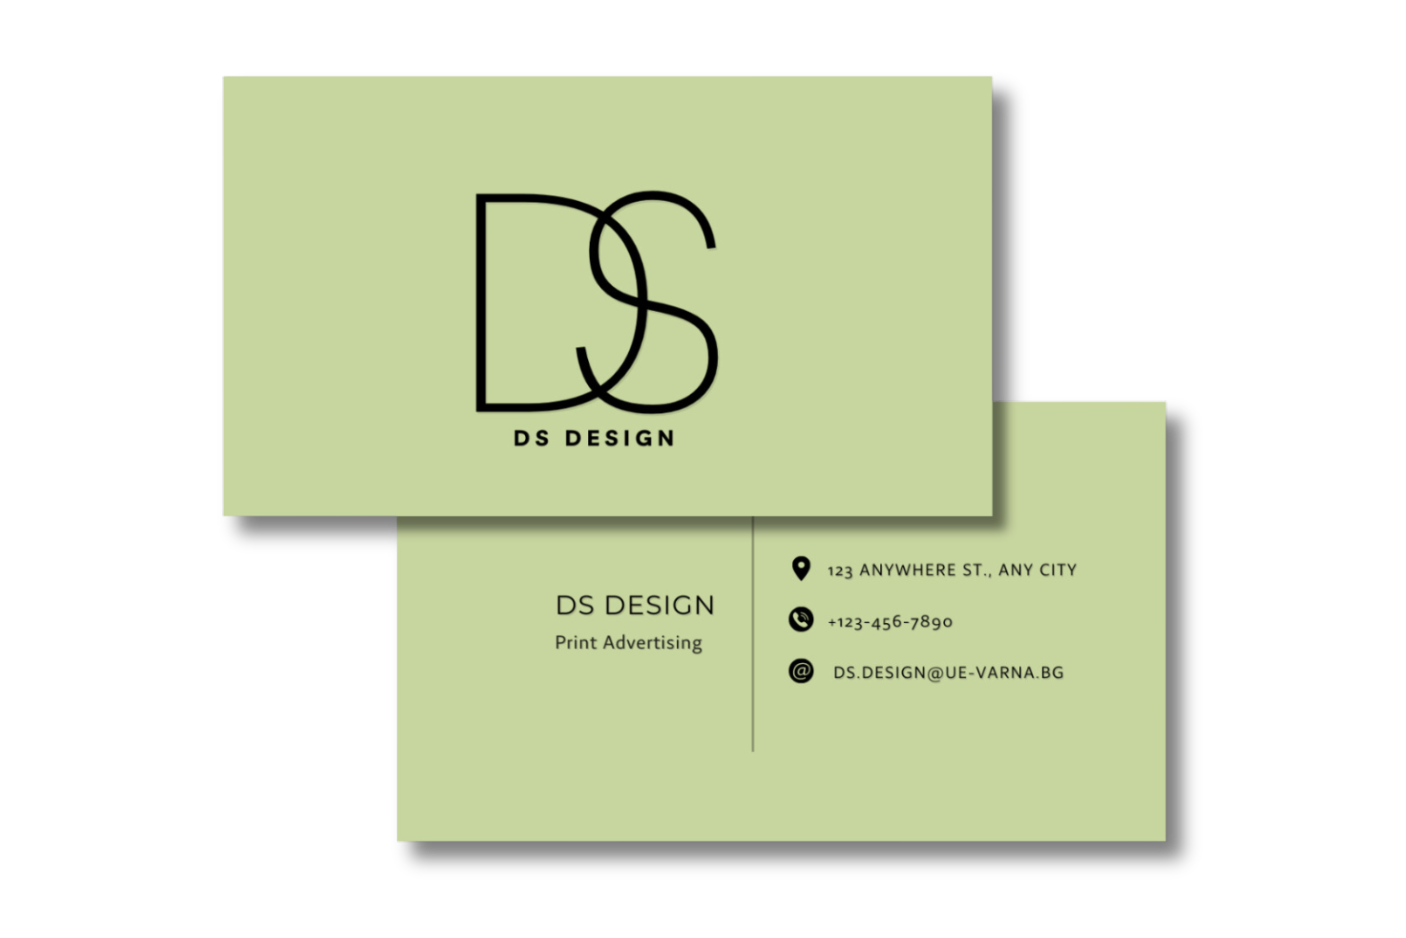 DS
DS DESIGN
DS DESIGN
Print Advertising
123 ANYWHERE ST., ANY CITY
+123-456-7890
DS.DESIGN@UE-VARNA.BG